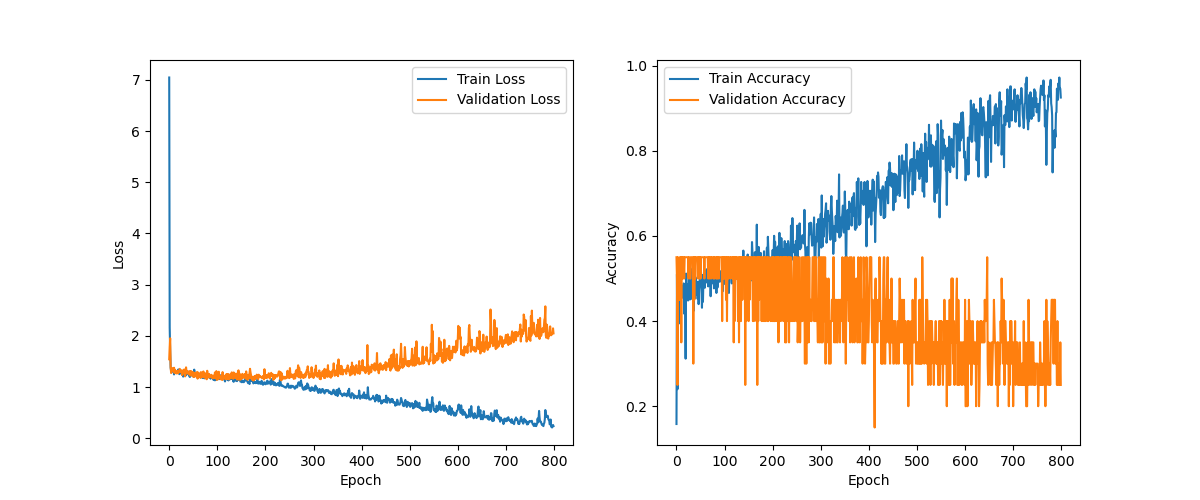 Train Loss
Validation Loss
7
6
5
4
3
2
1
0
Loss
0 100 200 300 400 500 600 700 800
Epoch
Train Accuracy
Validation Accuracy
1.0
0.8
0.6
0.4
0.2
Accuracy
0 100 200 300 400 500 600 700 800
Epoch